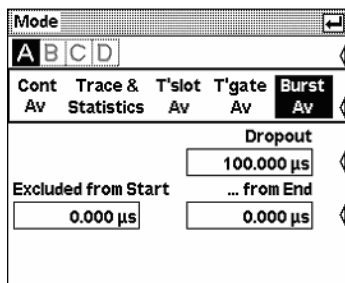 Mode
A B C D
Cont Av Trace & Statistics T'slot Av T'gate Av Burst Av
Dropout
100.000 µs
Excluded from Start ... from End
0.000 µs 0.000 µs